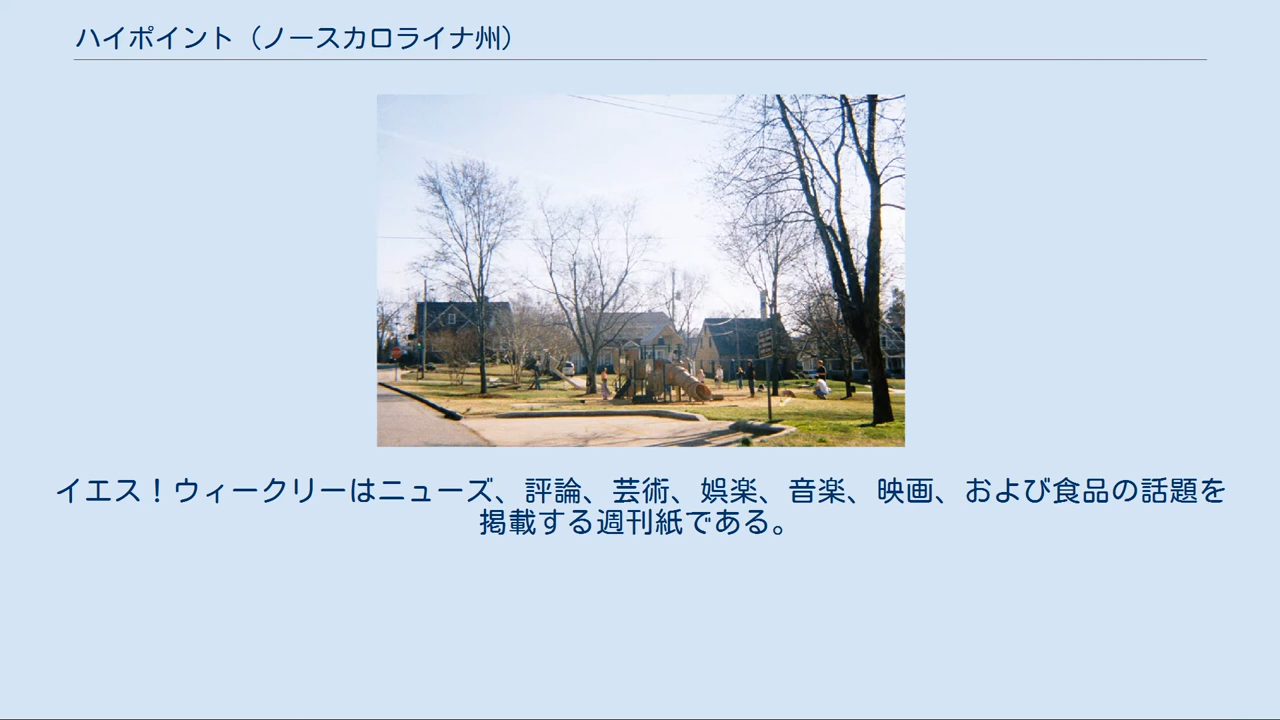 ハイポイント（ノースカロライナ州）
イエス！ウィークリーはニューズ、評論、芸術、娯楽、音楽、映画、および食品の話題を
掲載する週刊紙である。